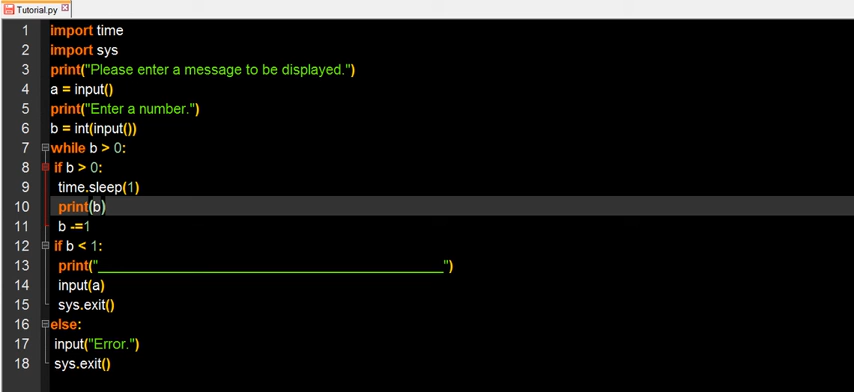 Tutorial.py
1 import time
2 import sys
3 print("Please enter a message to be displayed.")
4 a = input()
5 print("Enter a number.")
6 b = int(input())
7 while b > 0:
8 if b > 0:
9 time.sleep(1)
10 print(b)
11 b -=1
12 if b < 1:
13 print("___________________________________________")
14 input(a)
15 sys.exit()
16 else:
17 input("Error.")
18 sys.exit()